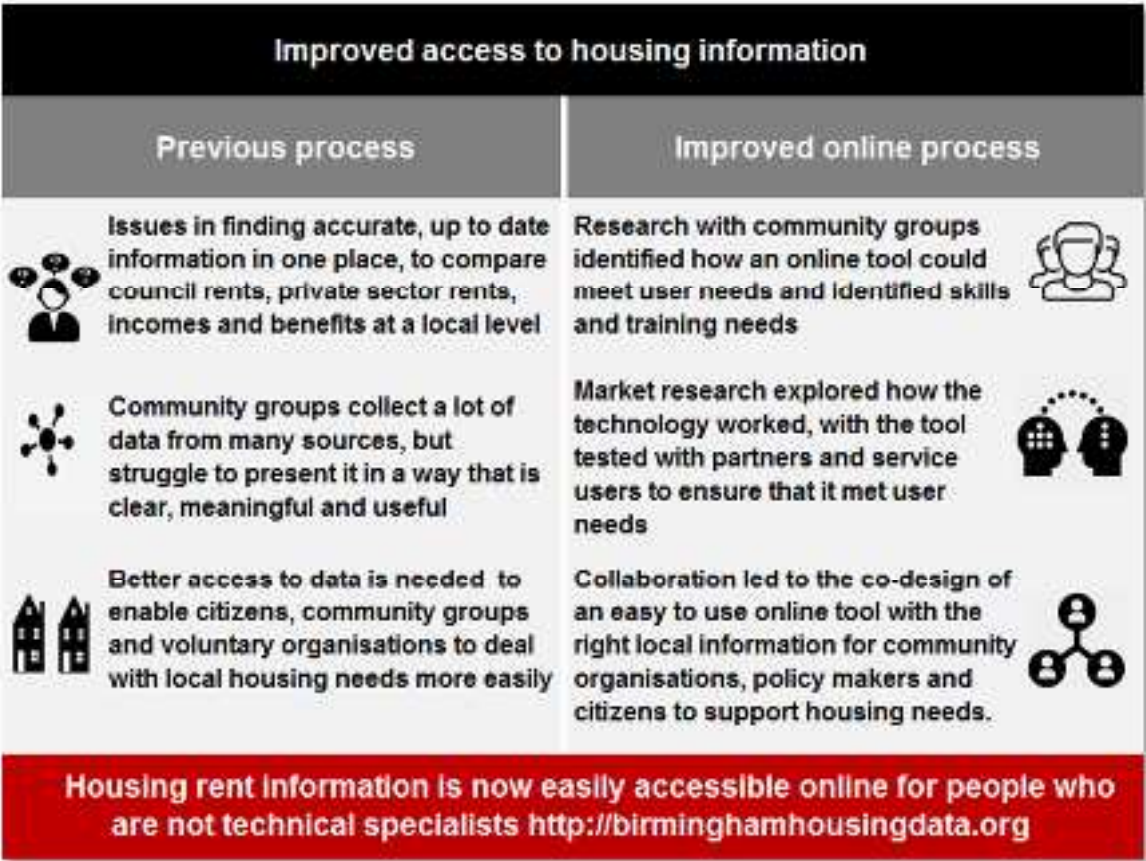 Improved access to housing information
Previous process
Improved online process
Issues in finding accurate, up to date
information in one place, to compare
council rents, private sector rents,
incomes and benefits at a local level
Community groups collect a lot of
data from many sources, but
struggle to present it in a way that is
clear, meaningful and useful
Better access to data is needed to
enable citizens, community groups
and voluntary organisations to deal
with local housing needs more easily
Research with community groups
identified how an online tool could
meet user needs and identified skills
and training needs
Market research explored how the
technology worked, with the tool
tested with partners and service
users to ensure that it met user
needs
Collaboration led to the co-design of
an easy to use online tool with the
right local information for community
organisations, policy makers and
citizens to support housing needs.
Housing rent information is now easily accessible online for people who
are not technical specialists http://birminghamhousingdata.org